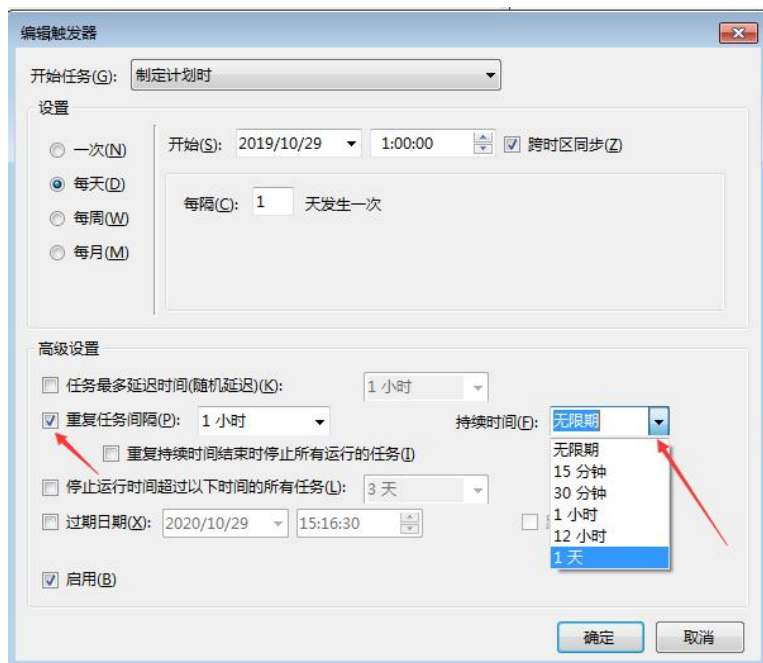 编辑触发器
开始任务(G): 制定计划时
设置
一次(N)
每天(D)
每周(W)
每月(M)
开始(S): 2019/10/29 1:00:00 跨时区同步(Z)
每隔(C): 1 天发生一次
高级设置
任务最多延迟时间(随机延迟)(K): 1 小时
重复任务间隔(P): 1 小时 持续时间(F): 无限期
无限期
15 分钟
30 分钟
1 小时
12 小时
1 天
重复持续时间结束时停止所有运行的任务(I)
停止运行时间超过以下时间的所有任务(L): 3 天
过期日期(X): 2020/10/29 15:16:30
启用(B)
确定 取消